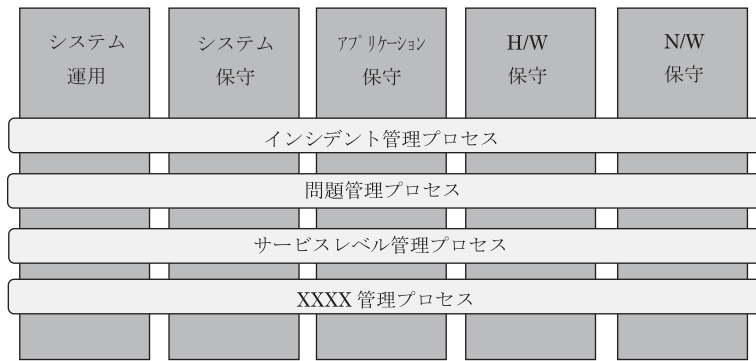 システム
運用
システム
保守
ｱﾌﾟﾘｹｰｼｮﾝ
保守
H/W
保守
N/W
保守
インシデント管理プロセス
問題管理プロセス
サービスレベル管理プロセス
XXXX 管理プロセス